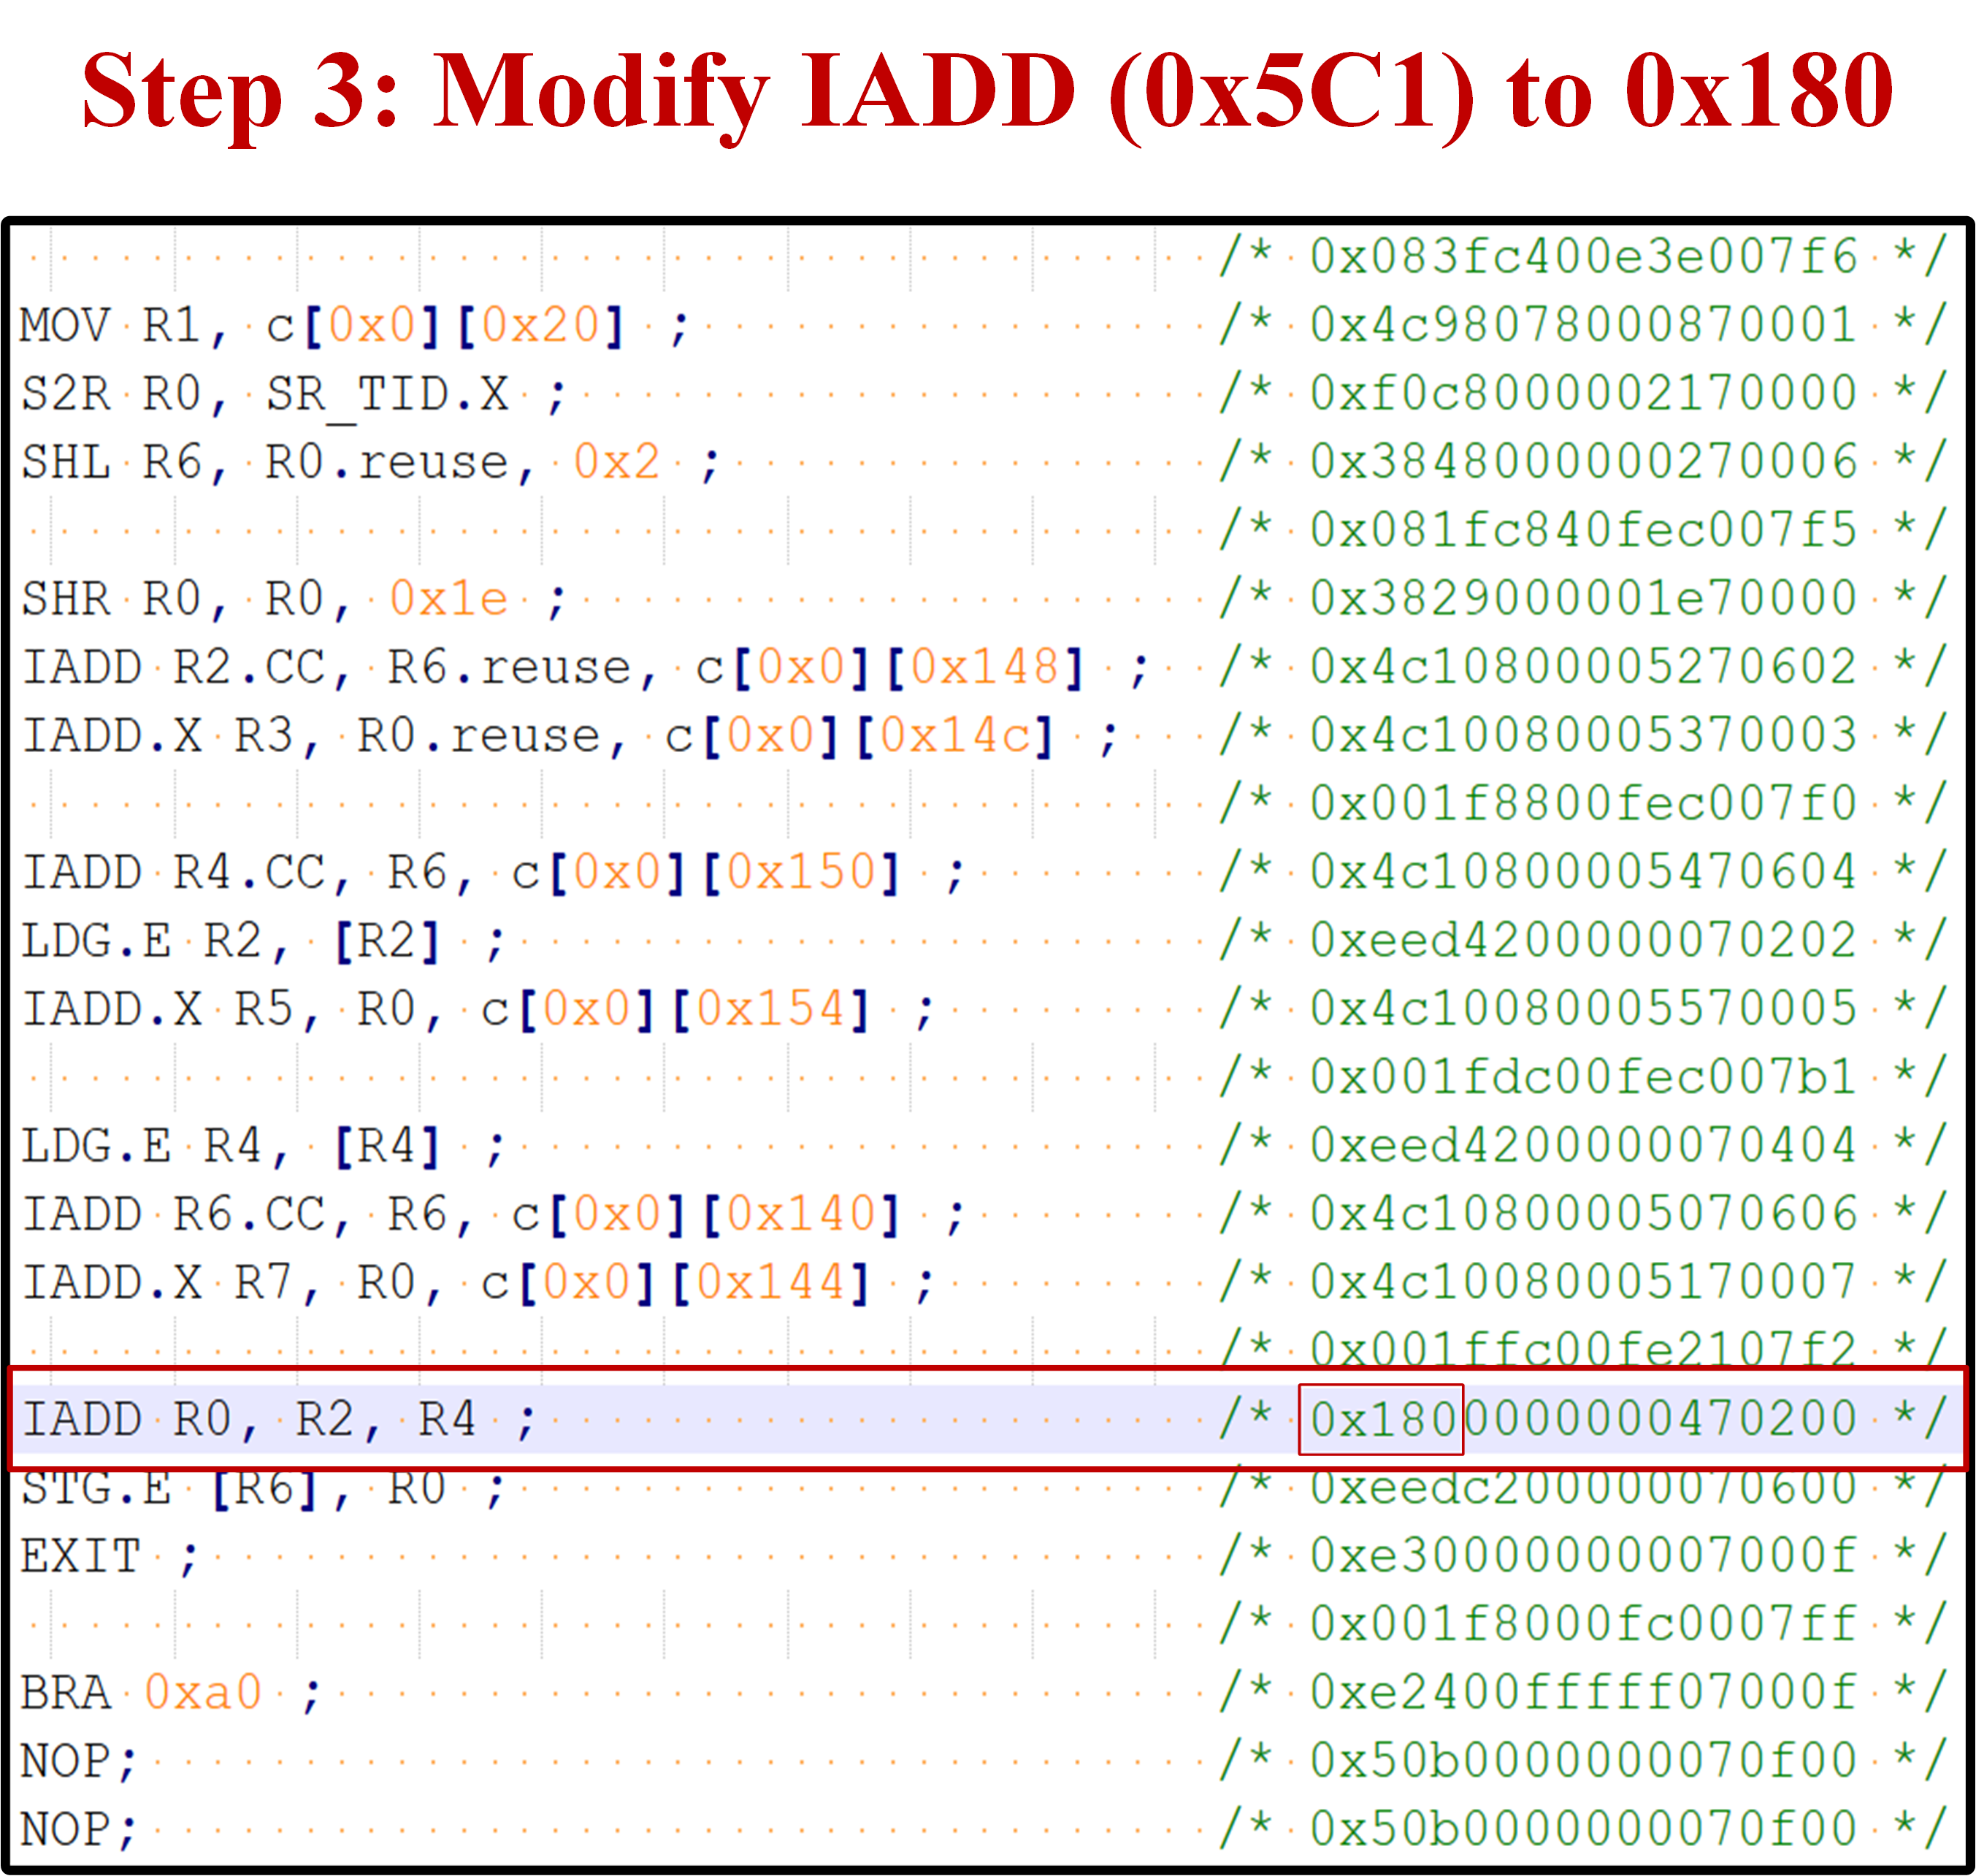 Step 3: Modify IADD (0x5C1) to 0x180
/* 0x083fc400e3e007f6 */
MOV R1, c[0x0][0x20] ; /* 0x4c98078000870001 */
S2R R0, SR_TID.X ; /* 0xf0c8000002170000 */
SHL R6, R0.reuse, 0x2 ; /* 0x3848000000270006 */
/* 0x081fc840fec007f5 */
SHR R0, R0, 0x1e ; /* 0x3829000001e70000 */
IADD R2.CC, R6.reuse, c[0x0][0x148] ; /* 0x4c10800005270602 */
IADD.X R3, R0.reuse, c[0x0][0x14c] ; /* 0x4c10080005370003 */
/* 0x001f8800fec007f0 */
IADD R4.CC, R6, c[0x0][0x150] ; /* 0x4c10800005470604 */
LDG.E R2, [R2] ; /* 0xeed4200000070202 */
IADD.X R5, R0, c[0x0][0x154] ; /* 0x4c10080005570005 */
/* 0x001fdc00fec007b1 */
LDG.E R4, [R4] ; /* 0xeed4200000070404 */
IADD R6.CC, R6, c[0x0][0x140] ; /* 0x4c10800005070606 */
IADD.X R7, R0, c[0x0][0x144] ; /* 0x4c10080005170007 */
/* 0x001ffc00fe2107f2 */
IADD R0, R2, R4 ; /* 0x1800000000470200 */
STG.E [R6], R0 ; /* 0xeedc200000070600 */
EXIT ; /* 0xe30000000007000f */
/* 0x001f8000fc0007ff */
BRA 0xa0 ; /* 0xe2400fffff07000f */
NOP; /* 0x50b0000000070f00 */
NOP; /* 0x50b0000000070f00 */